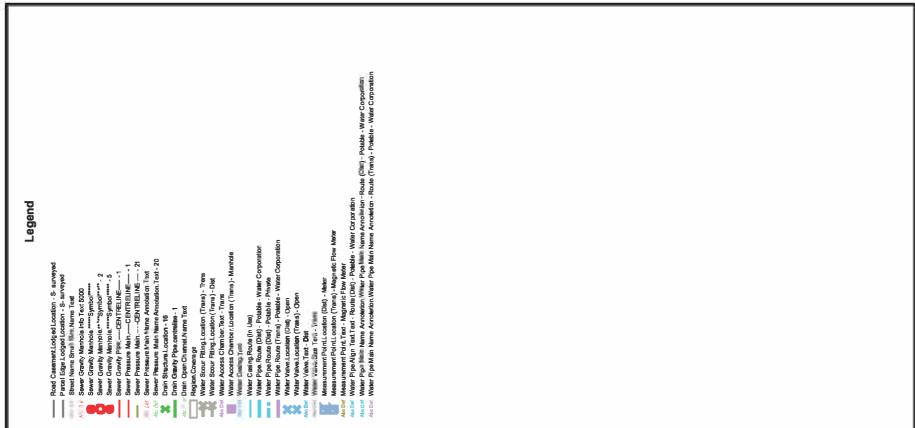 Legend
Road Casement.Lodged Location - S- surveyed
Parcel Edge.Lodged Location - S- surveyed
Street Name Small Name Text
Sewer Gravity Manhole Info Text 5000
Sewer Gravity Manhole.*****Symbol*****
Sewer Gravity Manhole.*****Symbol***** - 2
Sewer Gravity Manhole.*****Symbol***** - 5
Sewer Gravity Pipe.-----CENTRELINE----- - 1
Sewer Pressure Main.-----CENTRELINE----- - 1
Sewer Pressure Main.- - 21
Sewer Pressure Main Name Annotation.Text
Sewer Pressure Main Name Annotation.Text - 20
Drain Structure.Location - 16
Drain Gravity Pipe.centreline - 1
Drain Open Channel.Name Text
Region.Coverage
Water Scour Fitting.Location (Trans) - Trans
Water Scour Fitting.Location (Trans) - Dist
Water Access Chamber.Text - Trans
Water Access Chamber.Location (Trans) - Manhole
Water Casing.Text
Water Casing.Route (In Use)
Water Pipe.Route (Dist) - Potable - Water Corporation
Water Pipe.Route (Dist) - Potable - Private
Water Pipe.Route (Trans) - Potable - Water Corporation
Water Valve.Location (Dist) - Open
Water Valve.Location (Trans) - Open
Water Valve.Text - Dist
Water Valve.Size Text - Trans
Measurement Point.Location (Dist) - Meter
Measurement Point.Location (Trans) - Magnetic Flow Meter
Measurement Point.Text - Magnetic Flow Meter
Water Pipe Align Text.Text - Route (Dist) - Potable - Water Corporation
Water Pipe Main Name Annotation.Water Pipe Main Name Annotation - Route (Dist) - Potable - Water Corporation
Water Pipe Main Name Annotation.Water Pipe Main Name Annotation - Route (Trans) - Potable - Water Corporation